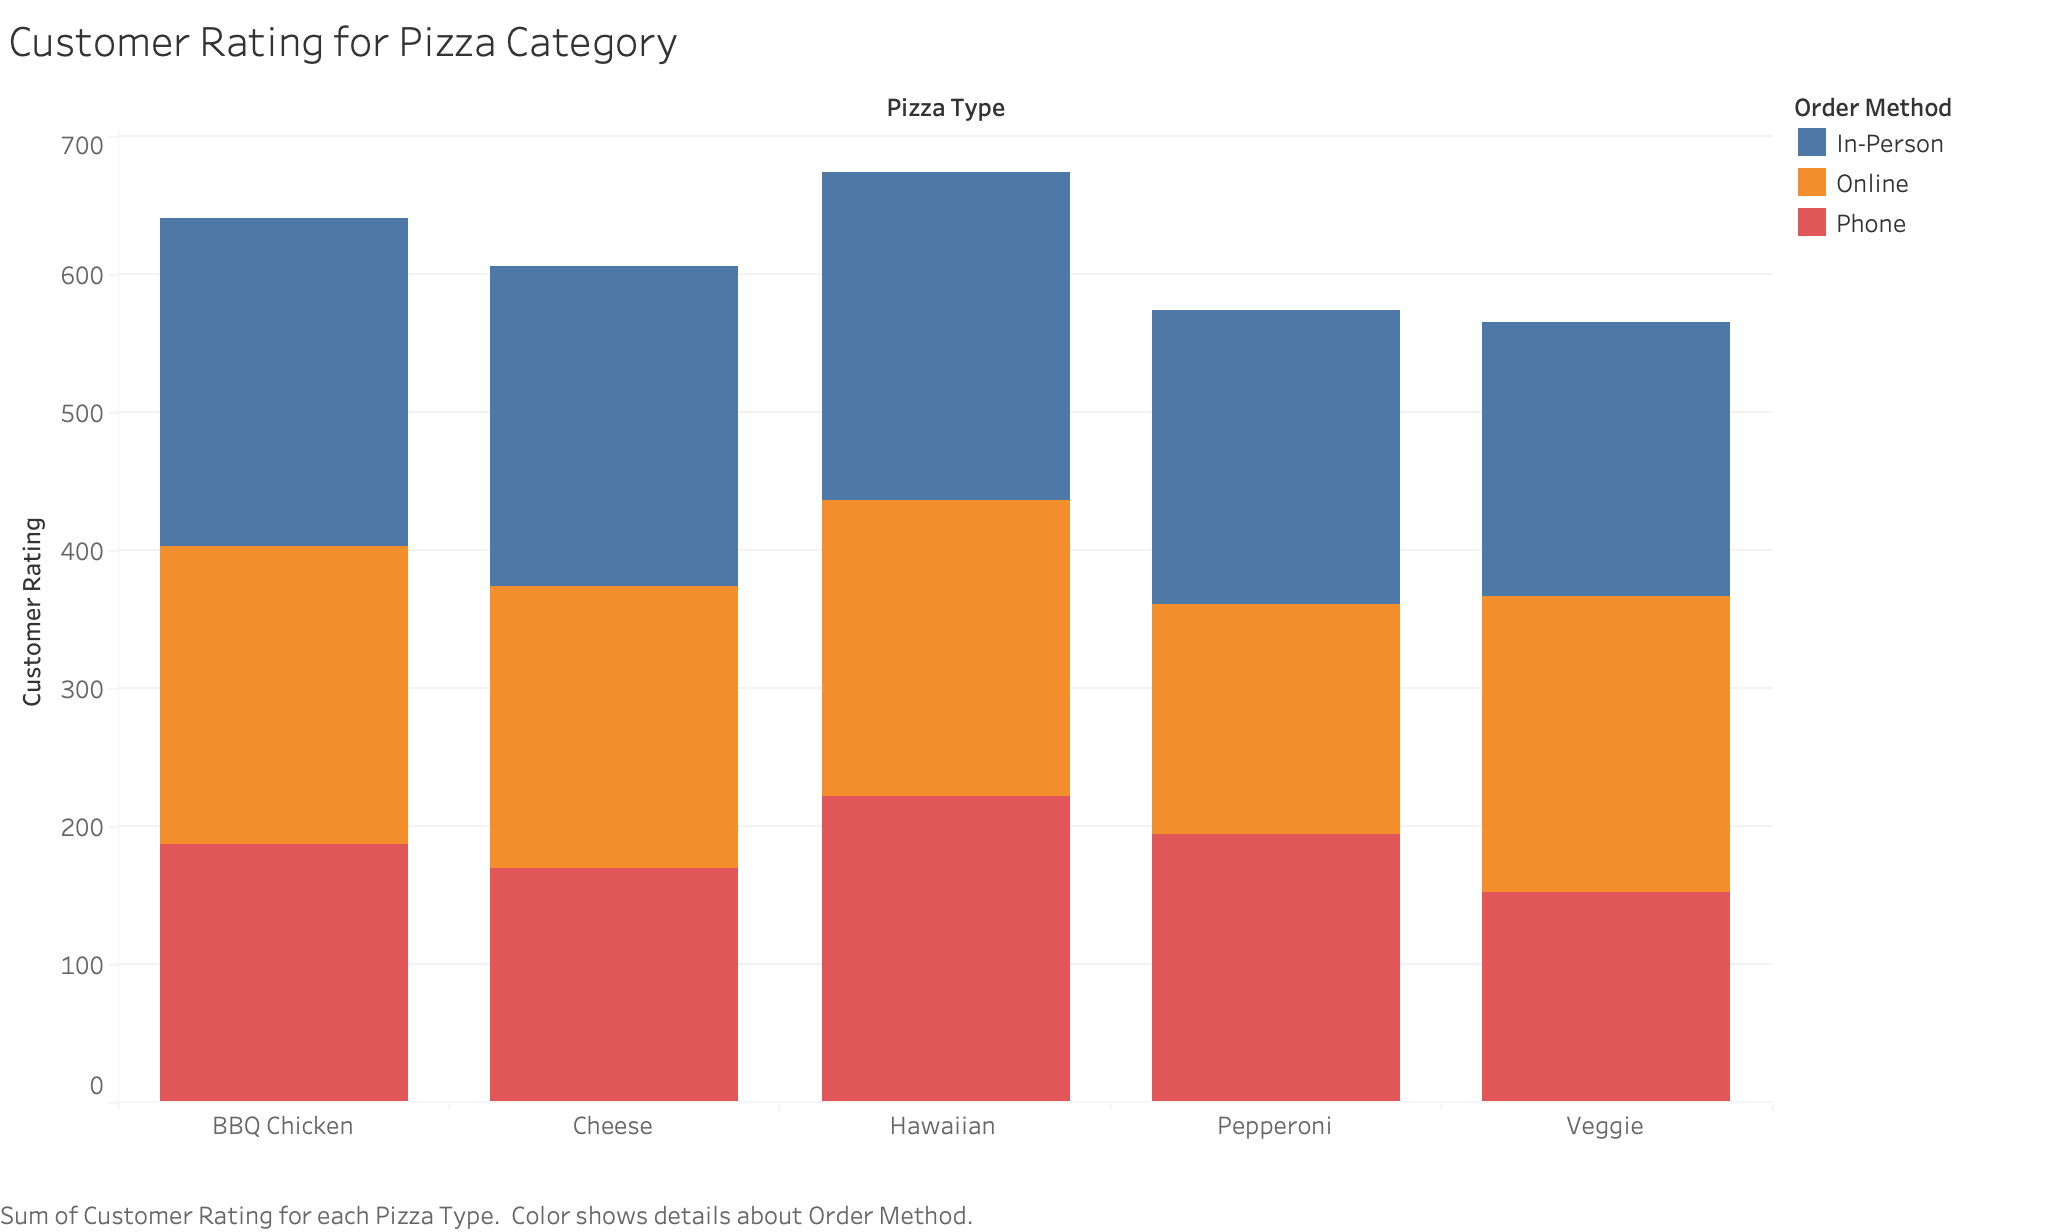 Customer Rating for Pizza Category
Pizza Type
Order Method
In-Person
Online
Phone
Customer Rating
700
600
500
400
300
200
100
0
BBQ Chicken
Cheese
Hawaiian
Pepperoni
Veggie
Sum of Customer Rating for each Pizza Type.  Color shows details about Order Method.